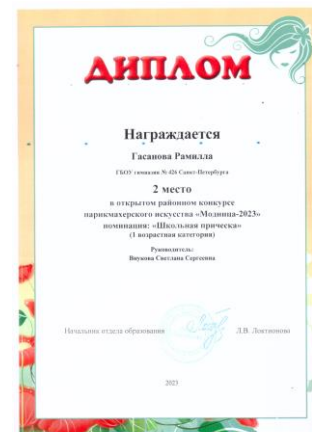 ДИПЛОМ
Награждается
Гасанова Рамилла
ГБОУ гимназия № 426 Санкт-Петербурга
2 место
в открытом районном конкурсе
парикмахерского искусства «Модница-2023»
номинация: «Школьная прическа»
(1 возрастная категория)
Руководитель:
Внукова Светлана Сергеевна
Начальник отдела образования
Л.В. Локтионова
2023